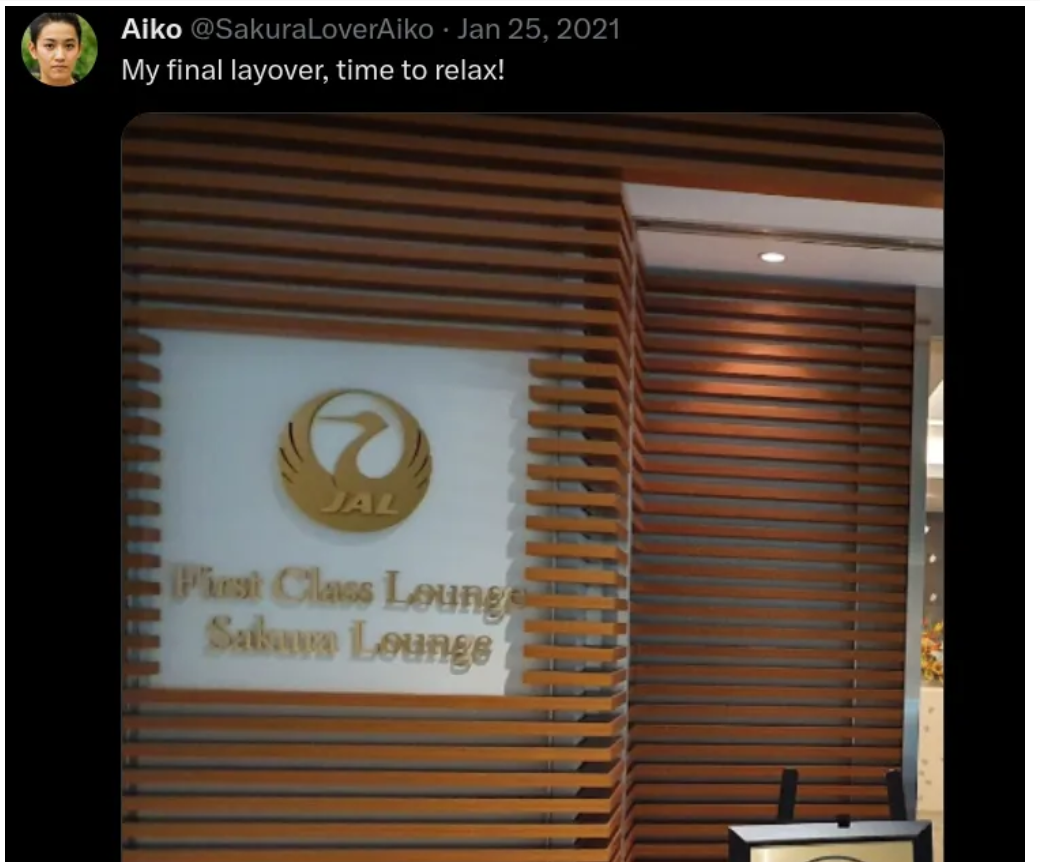 Aiko @SakuraLoverAiko · Jan 25, 2021
My final layover, time to relax!
JAL
First Class Lounge
Sakura Lounge